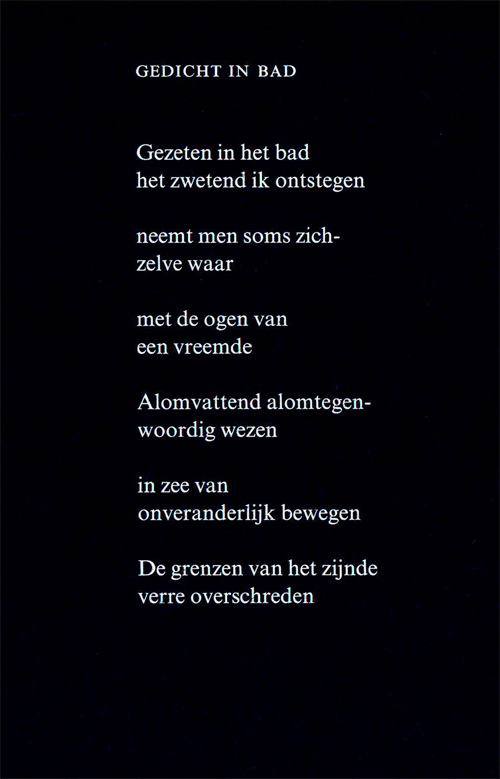 GEDICHT IN BAD
Gezeten in het bad
het zwetend ik ontstegen
neemt men soms zich-
zelve waar
met de ogen van
een vreemde
Alomvattend alomtegen-
woordig wezen
in zee van
onveranderlijk bewegen
De grenzen van het zijnde
verre overschreden